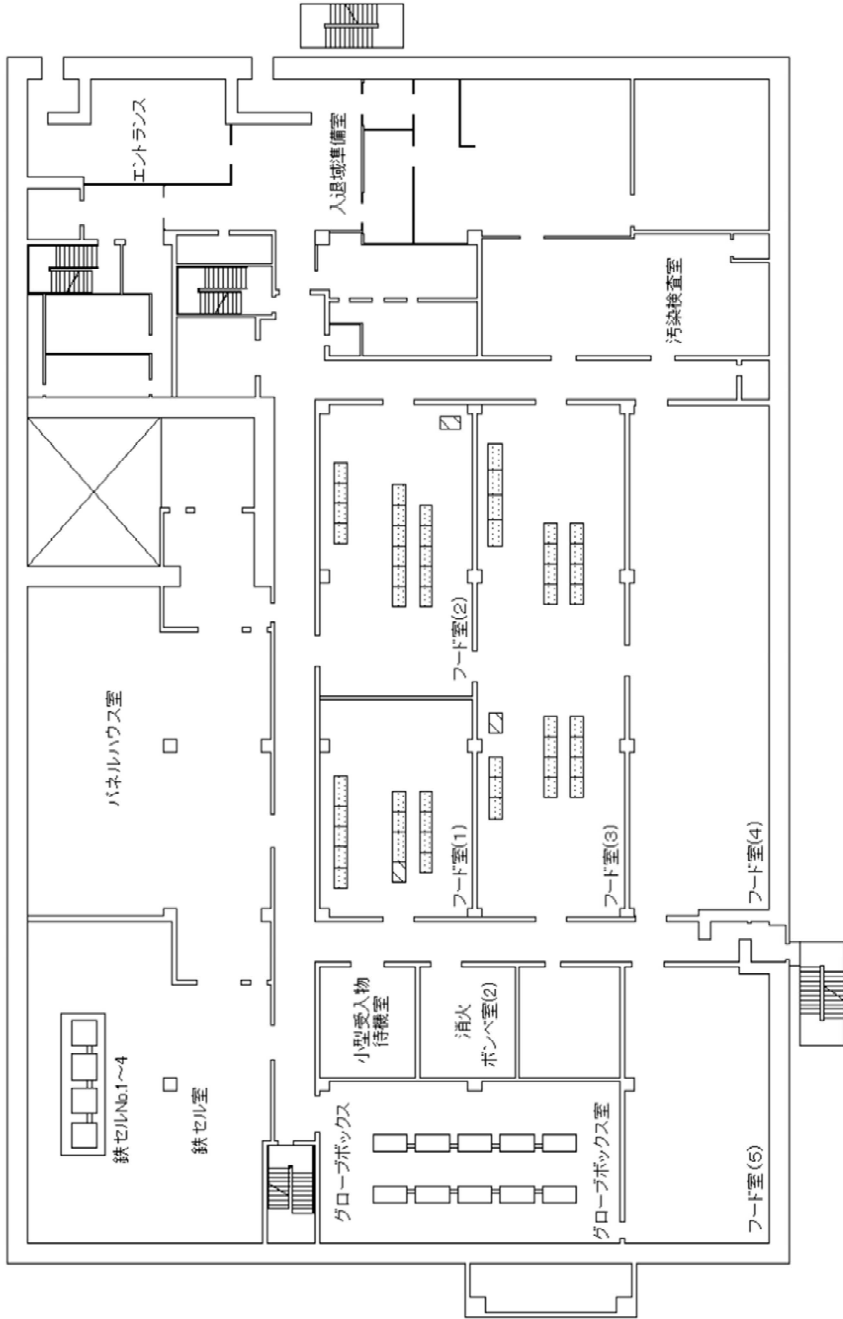 エントランス
入退域準備室
汚染検査室
パネルハウス室
フード室(2)
フード室(1)
フード室(3)
フード室(4)
鉄セルNo.1～4
鉄セル室
小型受入物
待機室
消火
ボンベ室(2)
グローブボックス
グローブボックス室
フード室(5)